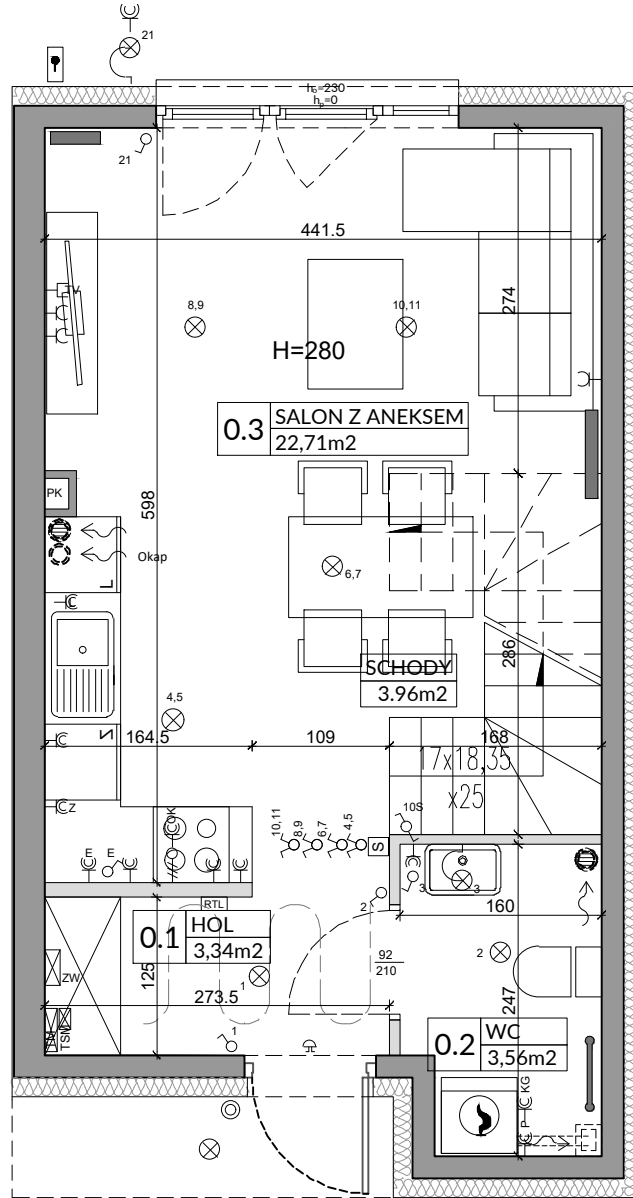 21
h₀=230
hₚ=0
21
441.5
TV
8,9
10,11
274
H=280
0.3 SALON Z ANEKSEM
22,71m2
PK
598
Okap
L
6,7
SCHODY
3.96m2
286
4,5
Z
164.5
109
168
17x18,35
x25
Z
10S
OK
10,11
8,9
6,7
4,5
S
E
E
3
3
RTL
2
160
0.1 HOL
3,34m2
92
210
2
125
ZW
1
273.5
247
TSM
1
0.2 WC
3,56m2
KG
P